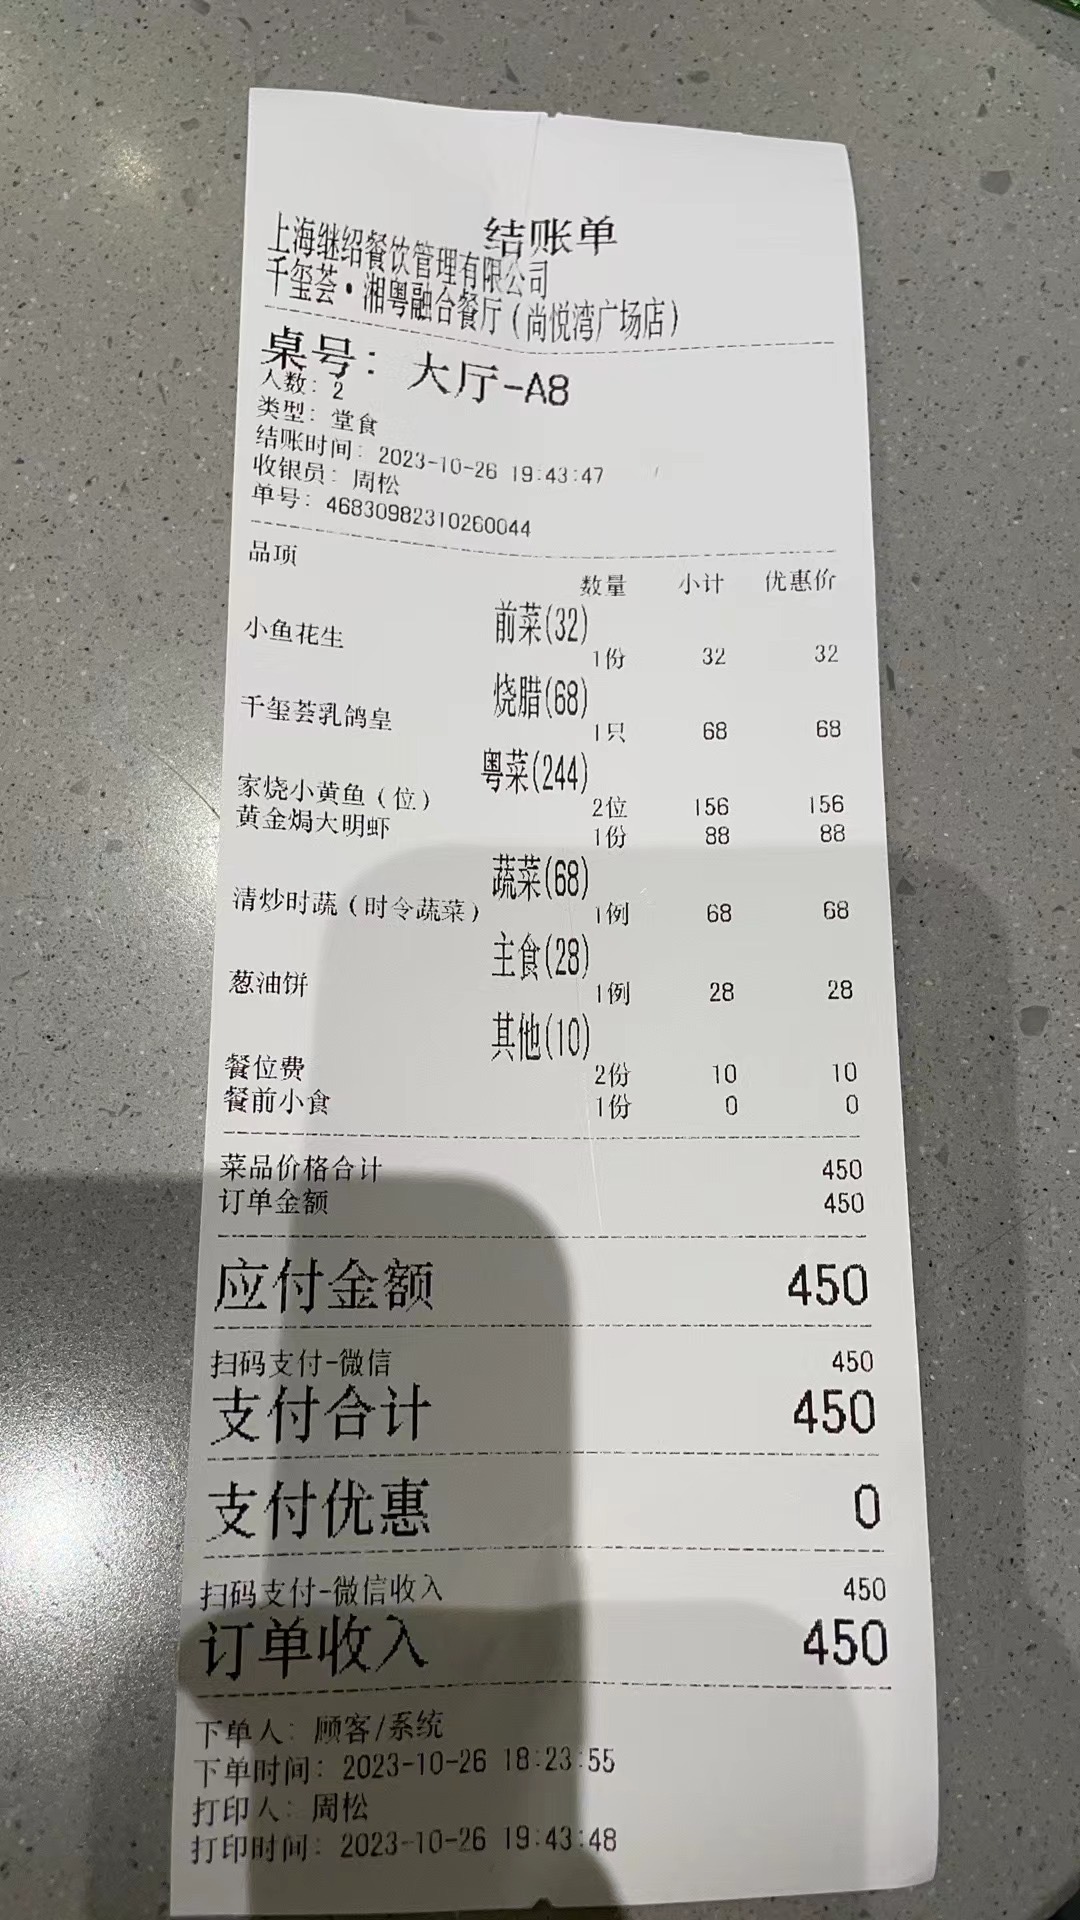 结账单
上海继绍餐饮管理有限公司
千玺荟·湘粤融合餐厅(尚悦湾广场店)
桌号: 大厅-A8
人数: 2
类型: 堂食
结账时间: 2023-10-26 19:43:47
收银员: 周松
单号: 46830982310260044
品项 数量 小计 优惠价
前菜(32)
小鱼花生 1份 32 32
烧腊(68)
千玺荟乳鸽皇 1只 68 68
粤菜(244)
家烧小黄鱼(位) 2位 156 156
黄金焗大明虾 1份 88 88
蔬菜(68)
清炒时蔬(时令蔬菜) 1例 68 68
主食(28)
葱油饼 1例 28 28
其他(10)
餐位费 2份 10 10
餐前小食 1份 0 0
菜品价格合计 450
订单金额 450
应付金额 450
扫码支付-微信 450
支付合计 450
支付优惠 0
扫码支付-微信收入 450
订单收入 450
下单人: 顾客/系统
下单时间: 2023-10-26 18:23:55
打印人: 周松
打印时间: 2023-10-26 19:43:48